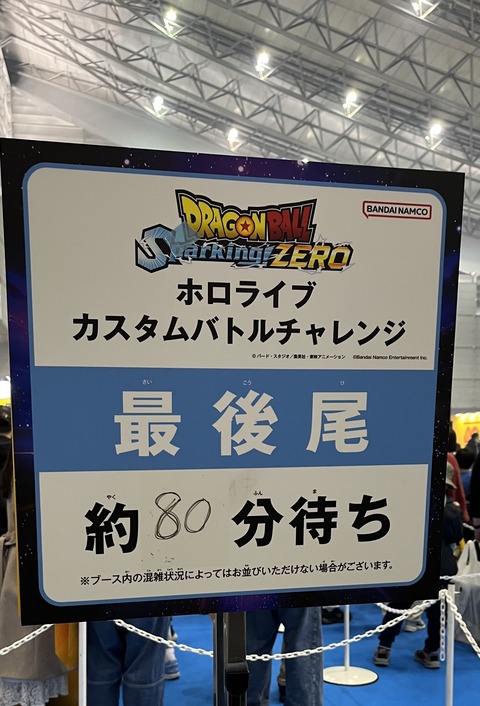 DRAGON BALL
Sparking! ZERO
BANDAI NAMCO
ホロライブ
カスタムバトルチャレンジ
© バード・スタジオ/集英社・東映アニメーション ©Bandai Namco Entertainment Inc.
さい こう び
最後尾
やく ふん ま
約80分待ち
※ブース内の混雑状況によってはお並びいただけない場合がございます。